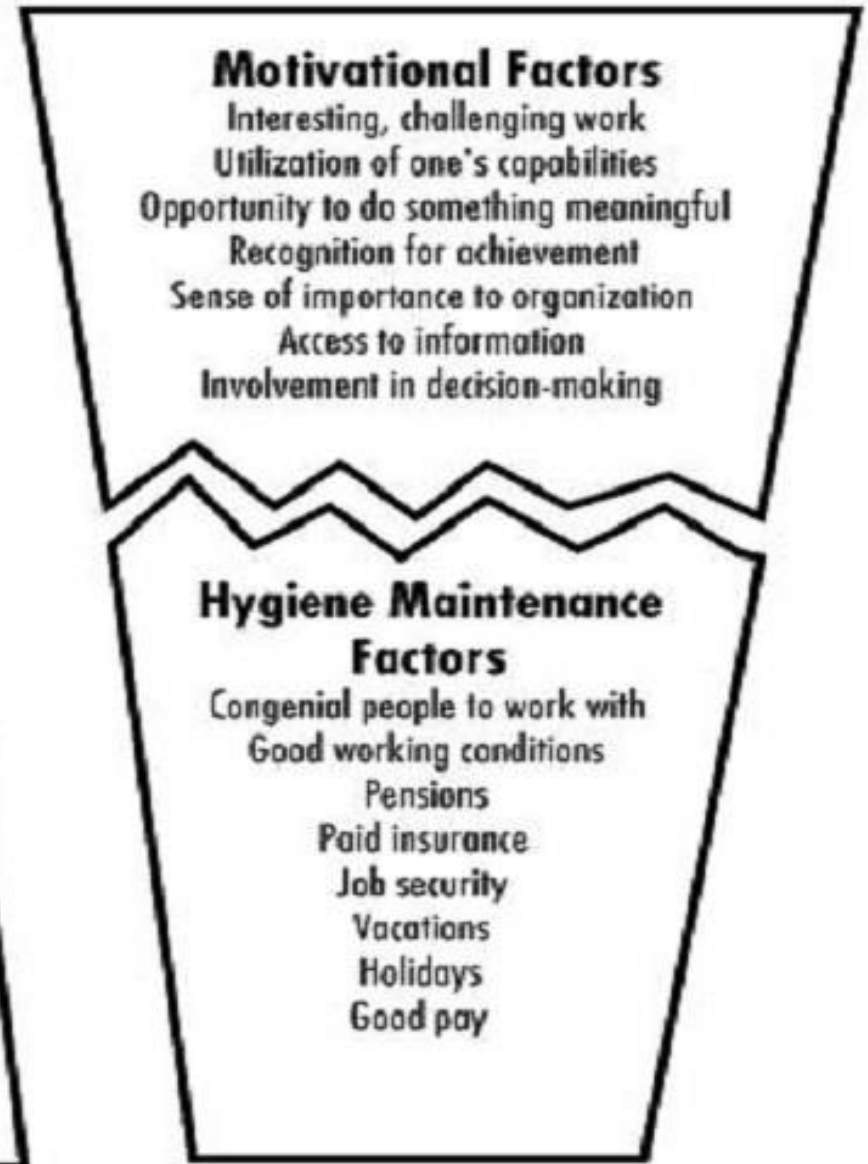 Motivational Factors
Interesting, challenging work
Utilization of one's capabilities
Opportunity to do something meaningful
Recognition for achievement
Sense of importance to organization
Access to information
Involvement in decision-making
Hygiene Maintenance
Factors
Congenial people to work with
Good working conditions
Pensions
Paid insurance
Job security
Vacations
Holidays
Good pay